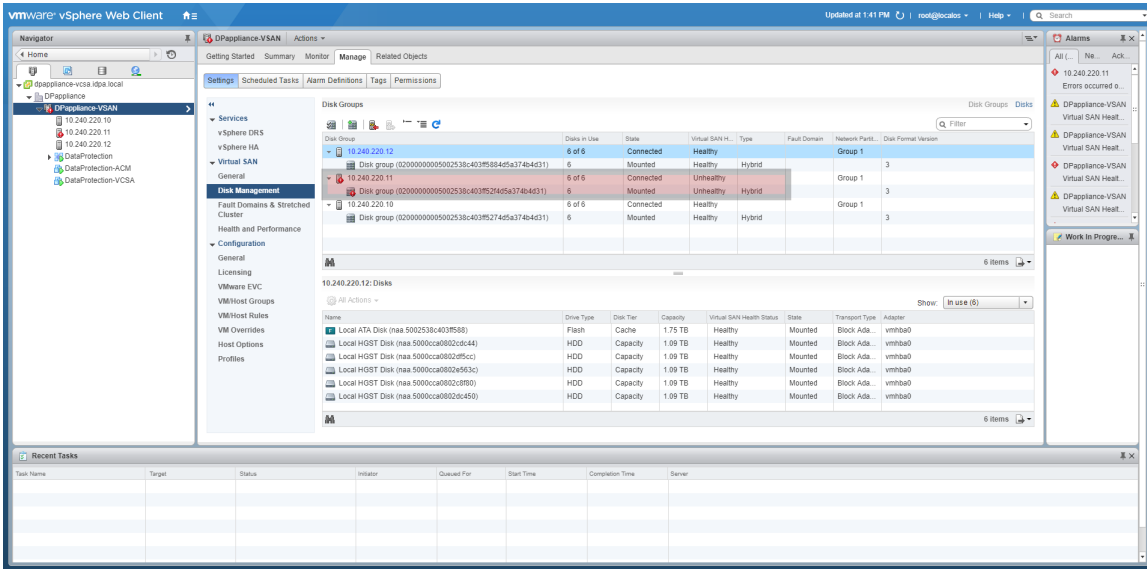 vmware® vSphere Web Client
Updated at 1:41 PM | root@localos | Help | Search
Navigator
Home
dpappliance-vcsa.idpa.local
DPappliance
DPappliance-VSAN
10.240.220.10
10.240.220.11
10.240.220.12
DataProtection
DataProtection-ACM
DataProtection-VCSA
DPappliance-VSAN Actions
Getting Started Summary Monitor Manage Related Objects
Settings Scheduled Tasks Alarm Definitions Tags Permissions
Services
vSphere DRS
vSphere HA
Virtual SAN
General
Disk Management
Fault Domains & Stretched
Cluster
Health and Performance
Configuration
General
Licensing
VMware EVC
VM/Host Groups
VM/Host Rules
VM Overrides
Host Options
Profiles
Disk Groups Disk Groups Disks
Filter
Disk Group Disks in Use State Virtual SAN H... Type Fault Domain Network Partit... Disk Format Version
10.240.220.12 6 of 6 Connected Healthy Group 1
Disk group (02000000005002538c403ff5884d5a374b4d31) 6 Mounted Healthy Hybrid 3
10.240.220.11 6 of 6 Connected Unhealthy Group 1
Disk group (02000000005002538c403ff52f4d5a374b4d31) 6 Mounted Unhealthy Hybrid 3
10.240.220.10 6 of 6 Connected Healthy Group 1
Disk group (02000000005002538c403ff5274d5a374b4d31) 6 Mounted Healthy Hybrid 3
6 items
10.240.220.12: Disks
All Actions
Show: In use (6)
Name Drive Type Disk Tier Capacity Virtual SAN Health Status State Transport Type Adapter
Local ATA Disk (naa.5002538c403ff588) Flash Cache 1.75 TB Healthy Mounted Block Ada... vmhba0
Local HGST Disk (naa.5000cca0802cdc44) HDD Capacity 1.09 TB Healthy Mounted Block Ada... vmhba0
Local HGST Disk (naa.5000cca0802df5cc) HDD Capacity 1.09 TB Healthy Mounted Block Ada... vmhba0
Local HGST Disk (naa.5000cca0802e563c) HDD Capacity 1.09 TB Healthy Mounted Block Ada... vmhba0
Local HGST Disk (naa.5000cca0802c8f80) HDD Capacity 1.09 TB Healthy Mounted Block Ada... vmhba0
Local HGST Disk (naa.5000cca0802dc450) HDD Capacity 1.09 TB Healthy Mounted Block Ada... vmhba0
6 items
Alarms
All (... Ne... Ack...
10.240.220.11
Errors occurred o...
DPappliance-VSAN
Virtual SAN Healt...
DPappliance-VSAN
Virtual SAN Healt...
DPappliance-VSAN
Virtual SAN Healt...
DPappliance-VSAN
Virtual SAN Healt...
Work In Progre...
Recent Tasks
Task Name Target Status Initiator Queued For Start Time Completion Time Server